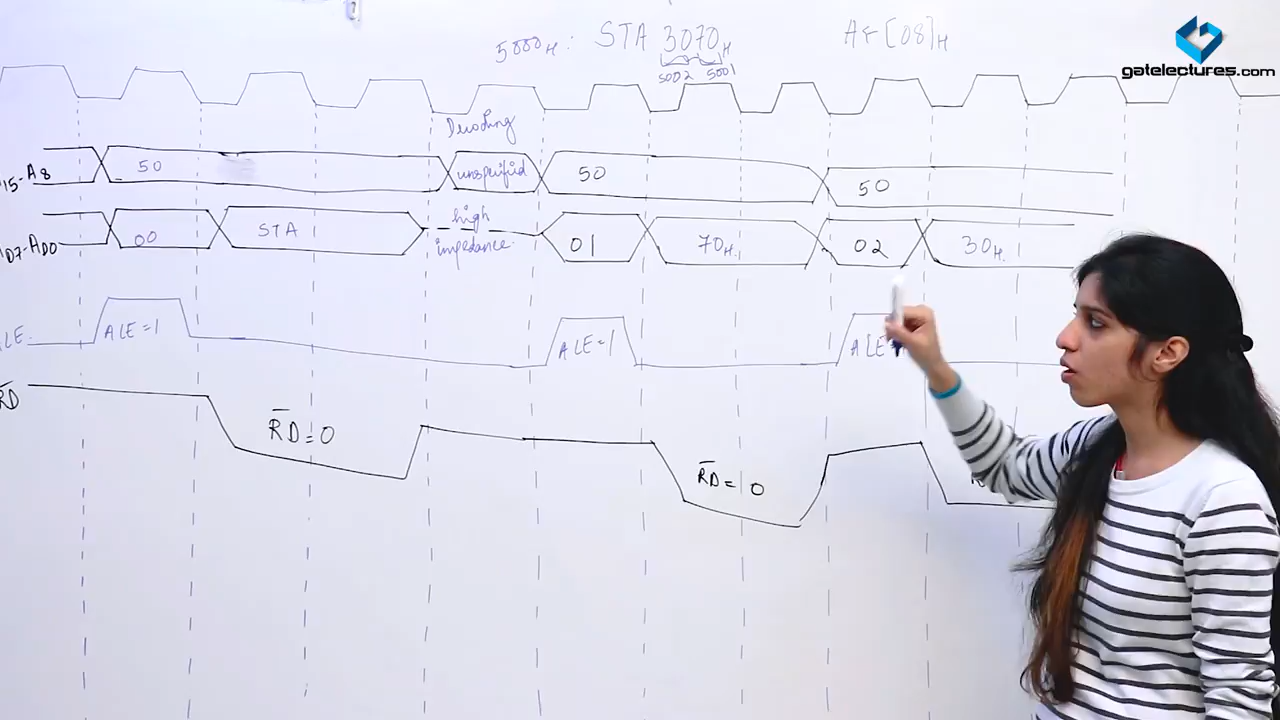 5000H: STA 3070H A ← [08]H
5002 5001
gatelectures.com
Decoding
A15-A8 50 unspecified 50 50
AD7-AD0 00 STA high impedance 01 70H 02 30H
ALE ALE=1 ALE=1 ALE
RD RD=0 RD=0